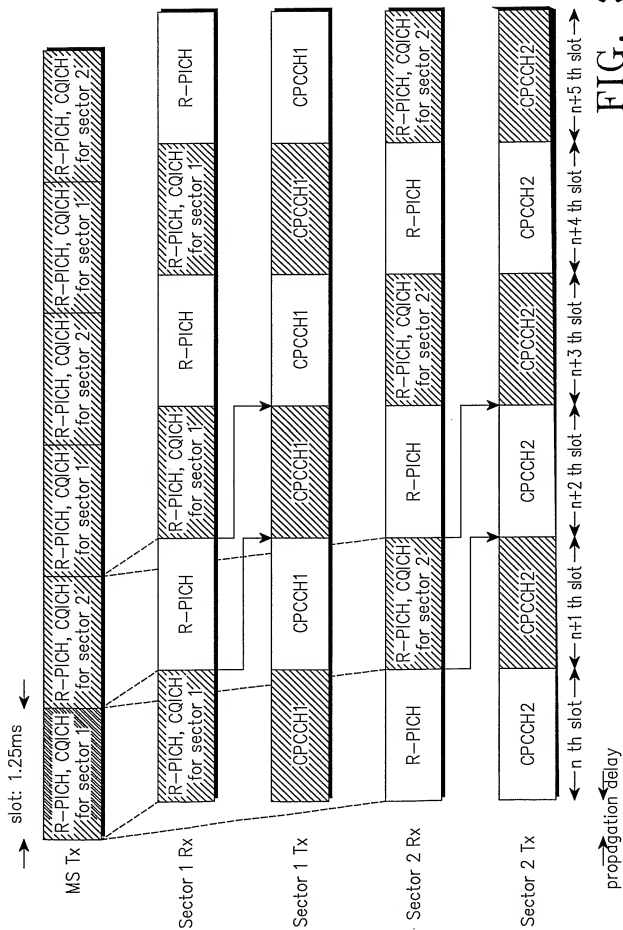 slot: 1.25ms
MS Tx
R-PICH, CQICH
for sector 1
R-PICH, CQICH
for sector 2
R-PICH, CQICH
for sector 1
R-PICH, CQICH
for sector 2
R-PICH, CQICH
for sector 1
R-PICH, CQICH
for sector 2
Sector 1 Rx
R-PICH, CQICH
for sector 1
R-PICH
R-PICH, CQICH
for sector 1
R-PICH
R-PICH, CQICH
for sector 1
R-PICH
Sector 1 Tx
CPCCH1
CPCCH1
CPCCH1
CPCCH1
CPCCH1
CPCCH1
Sector 2 Rx
R-PICH
R-PICH, CQICH
for sector 2
R-PICH
R-PICH, CQICH
for sector 2
R-PICH
R-PICH, CQICH
for sector 2
Sector 2 Tx
CPCCH2
CPCCH2
CPCCH2
CPCCH2
CPCCH2
CPCCH2
n th slot
n+1 th slot
n+2 th slot
n+3 th slot
n+4 th slot
n+5 th slot
propagation delay
FIG.